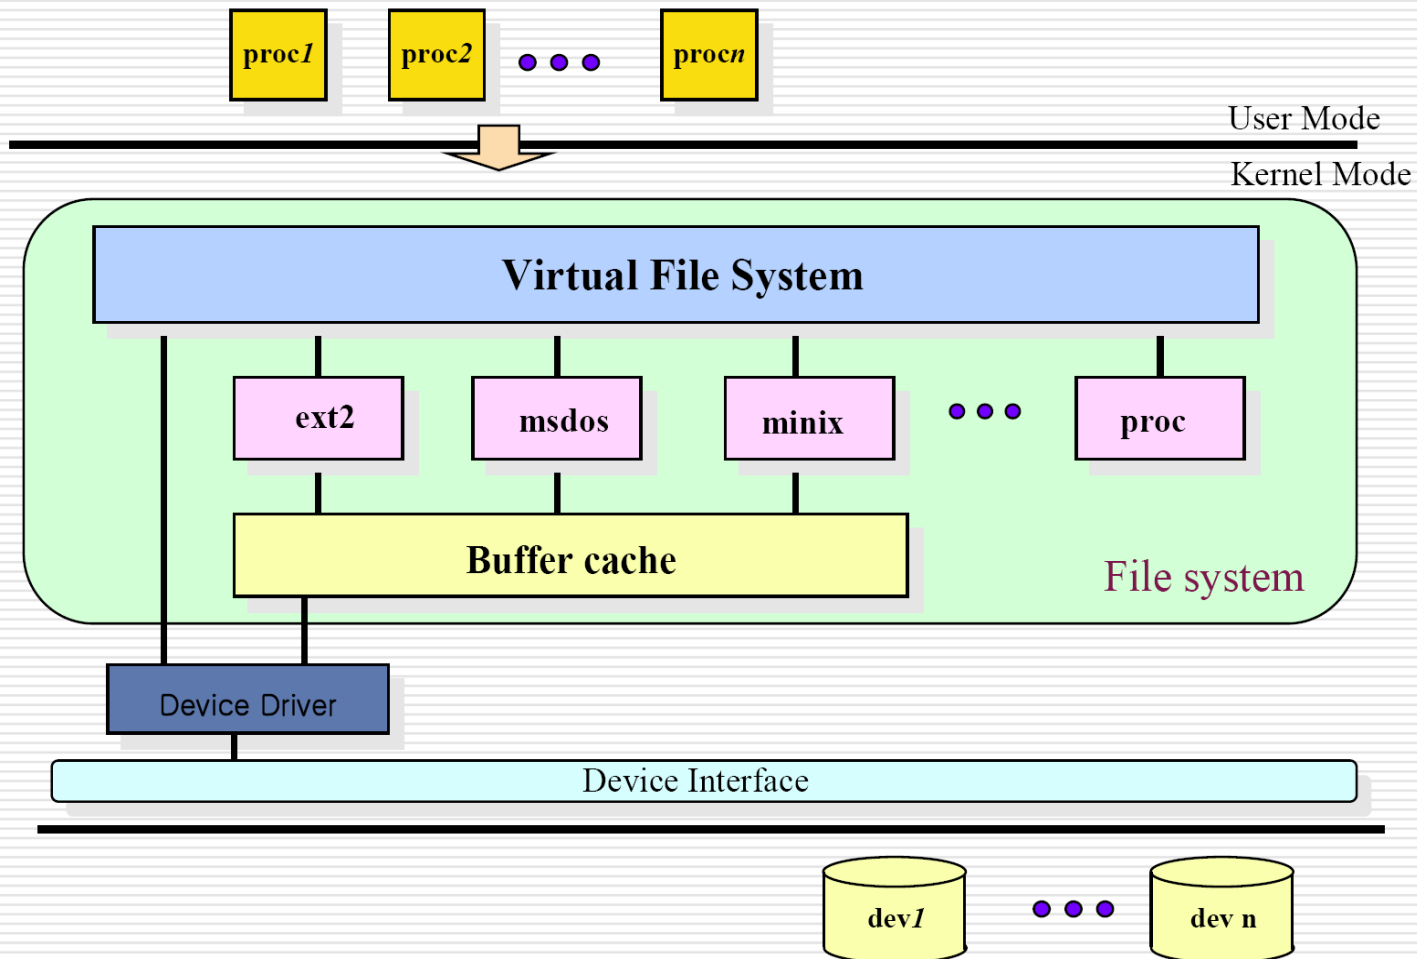 proc1
proc2
procn
User Mode
Kernel Mode
Virtual File System
ext2
msdos
minix
proc
Buffer cache
File system
Device Driver
Device Interface
dev1
dev n